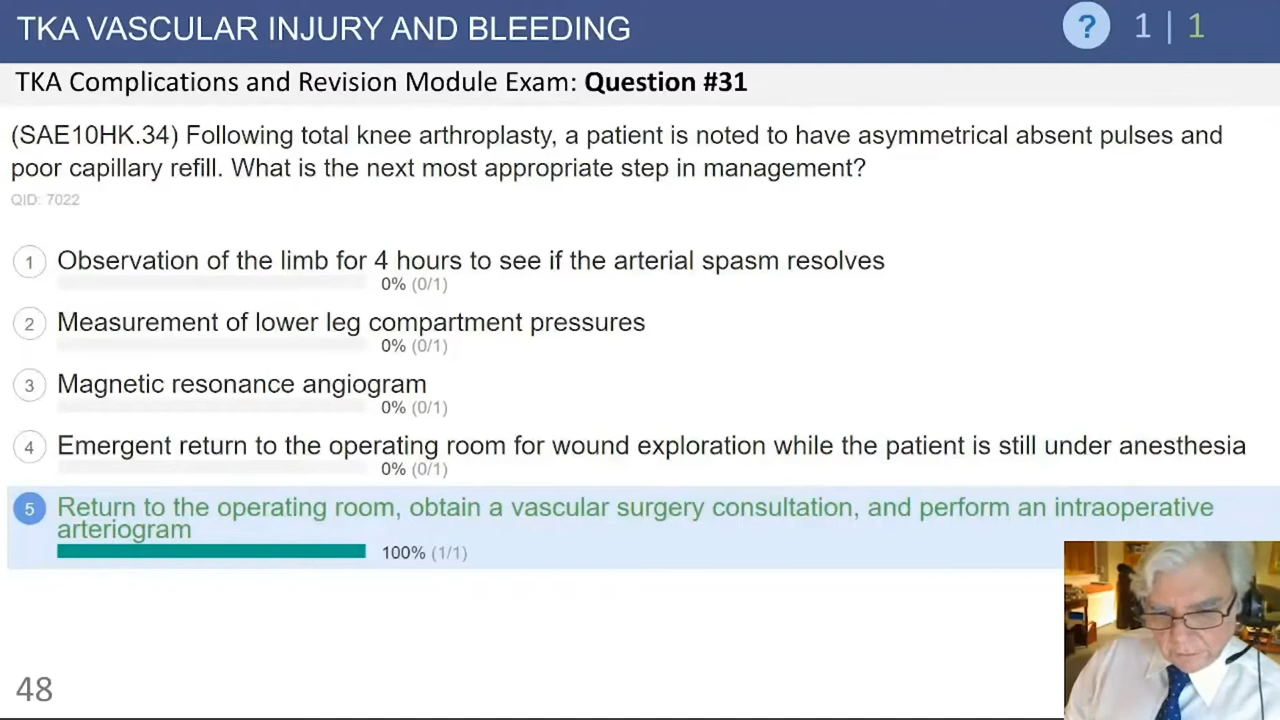 TKA VASCULAR INJURY AND BLEEDING
? 1 | 1
TKA Complications and Revision Module Exam: Question #31
(SAE10HK.34) Following total knee arthroplasty, a patient is noted to have asymmetrical absent pulses and
poor capillary refill. What is the next most appropriate step in management?
QID: 7022
1 Observation of the limb for 4 hours to see if the arterial spasm resolves
0% (0/1)
2 Measurement of lower leg compartment pressures
0% (0/1)
3 Magnetic resonance angiogram
0% (0/1)
4 Emergent return to the operating room for wound exploration while the patient is still under anesthesia
0% (0/1)
5 Return to the operating room, obtain a vascular surgery consultation, and perform an intraoperative
arteriogram
100% (1/1)
48